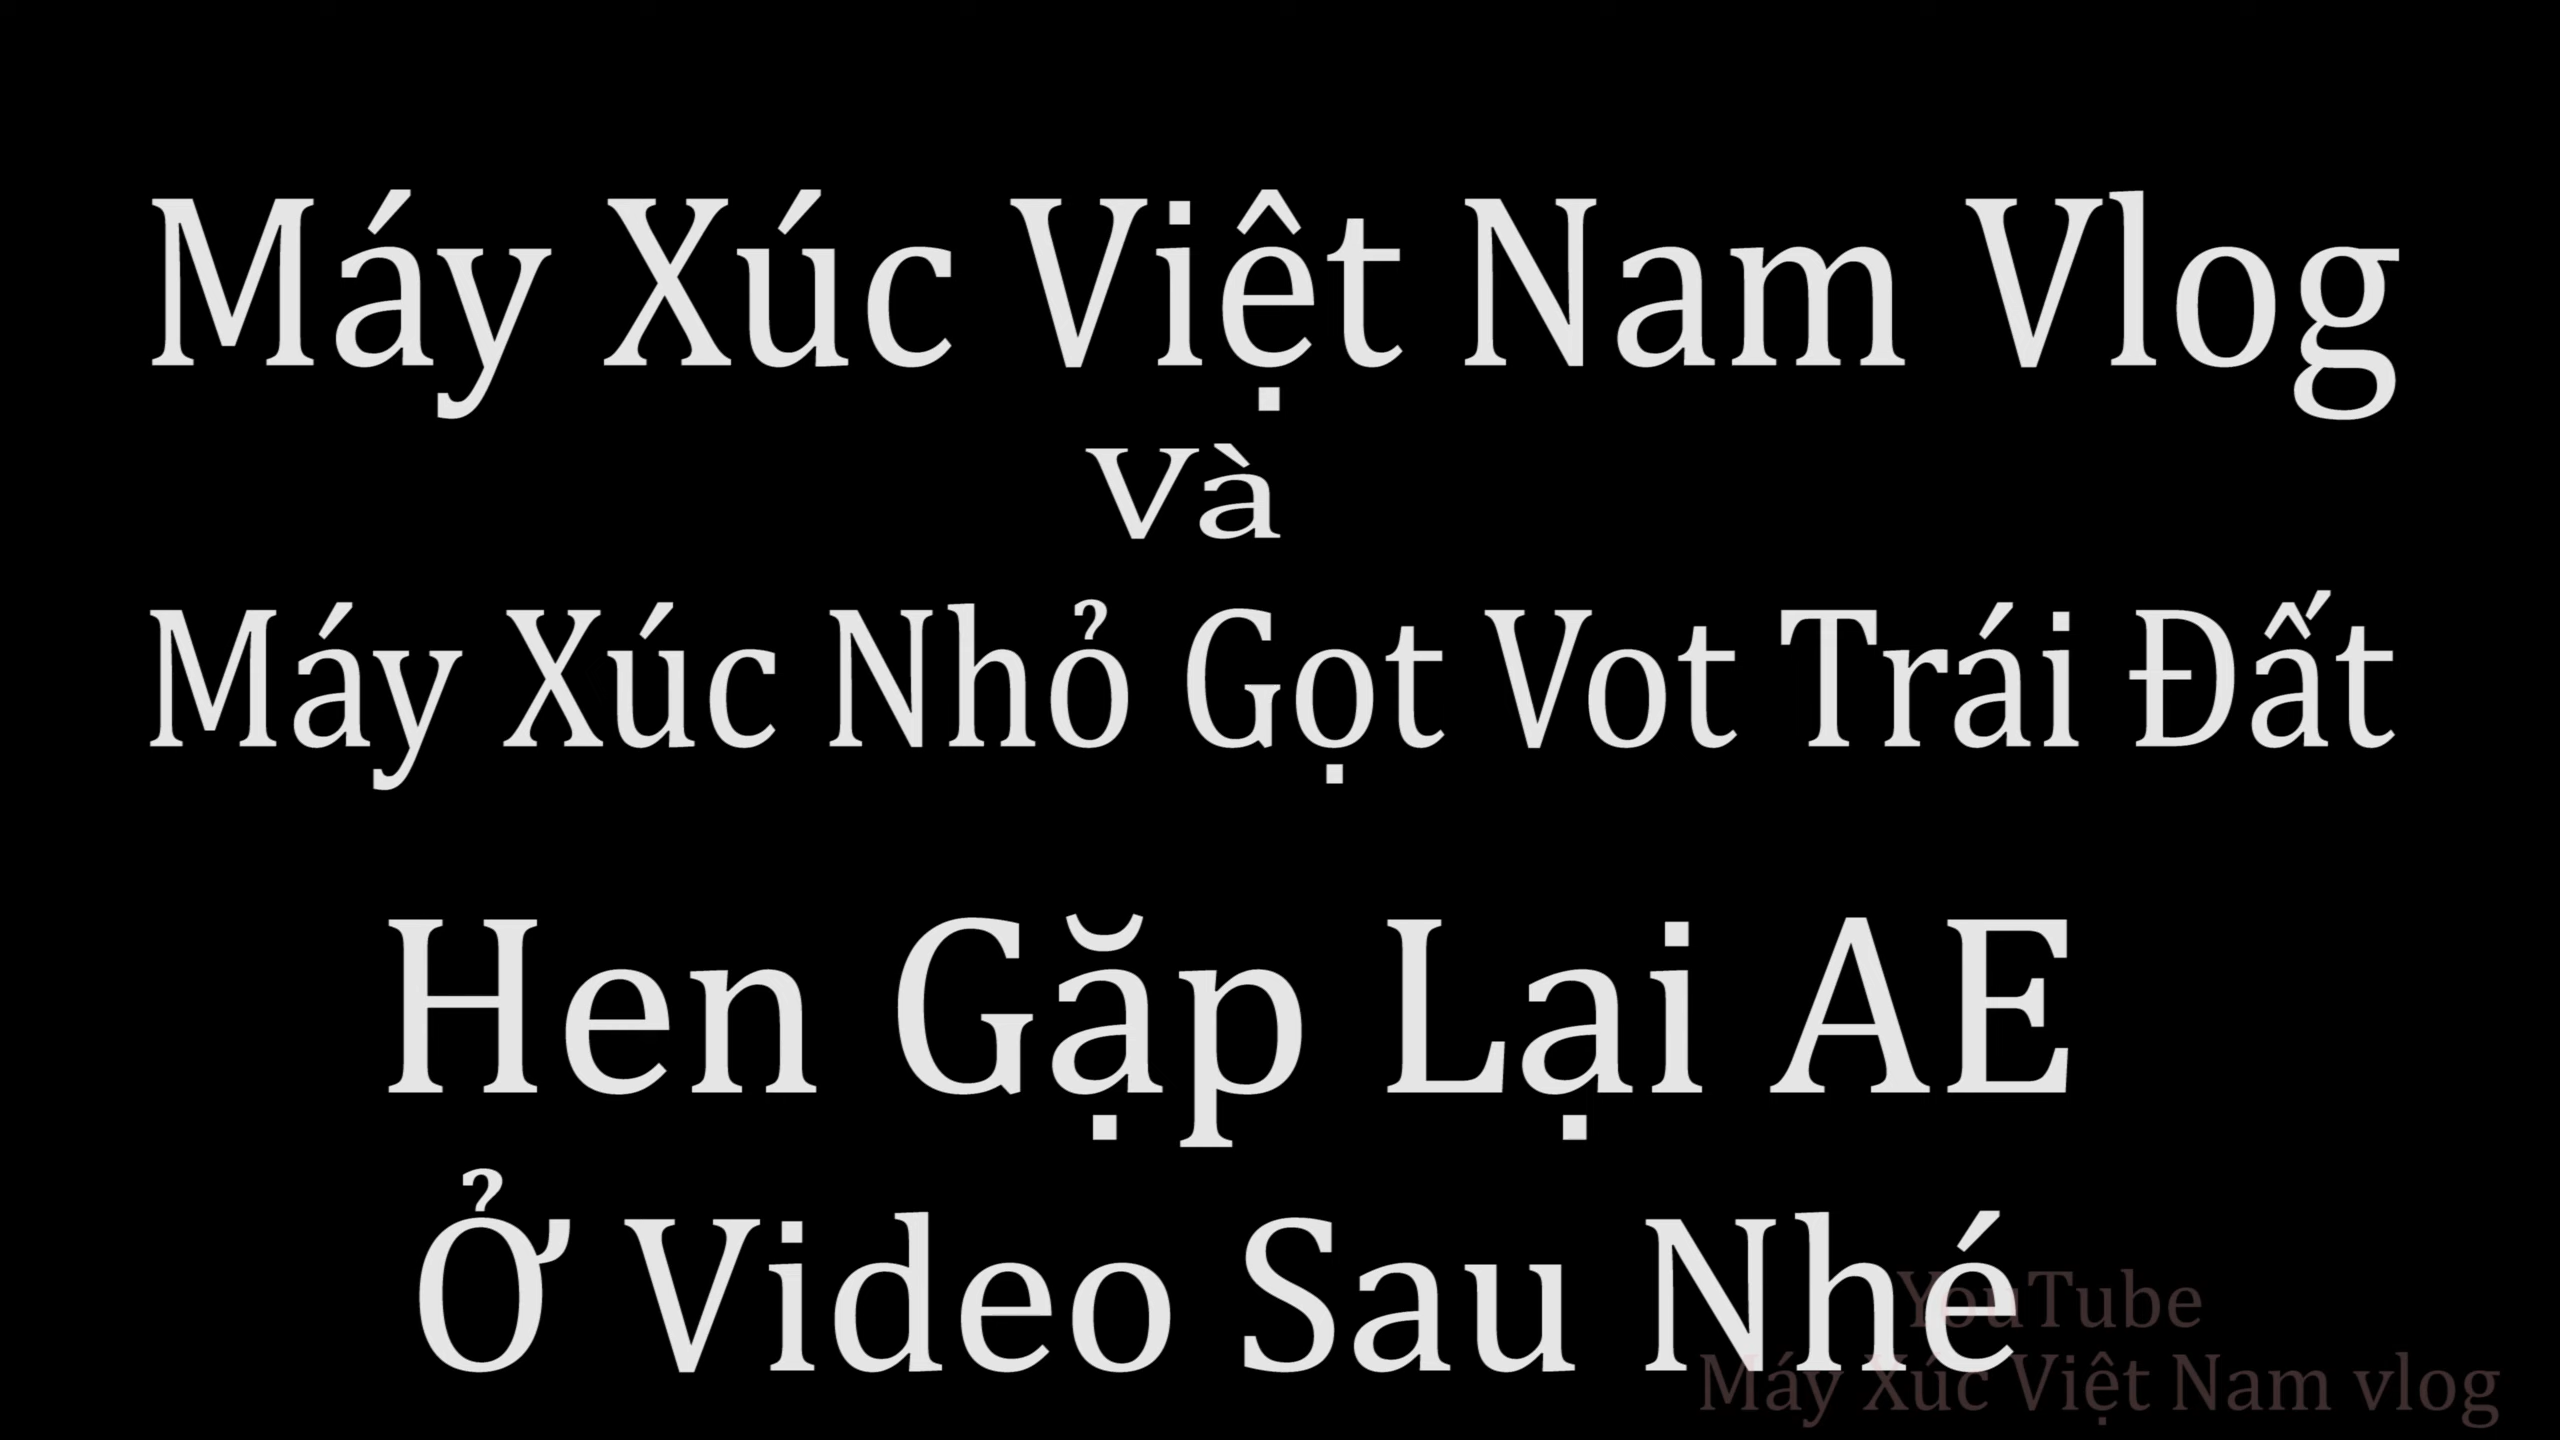 Máy Xúc Việt Nam Vlog
Và
Máy Xúc Nhỏ Gọt Vot Trái Đất
Hen Gặp Lại AE
Ở Video Sau Nhé
YouTube
Máy Xúc Việt Nam vlog